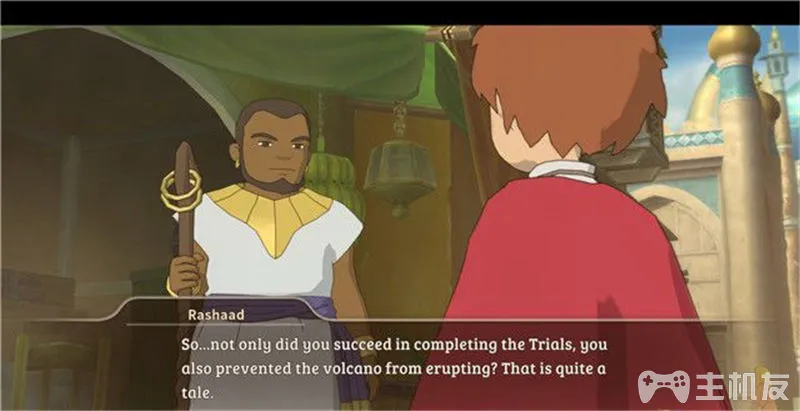 Rashaad
So...not only did you succeed in completing the Trials, you
also prevented the volcano from erupting? That is quite a
tale.
主机友